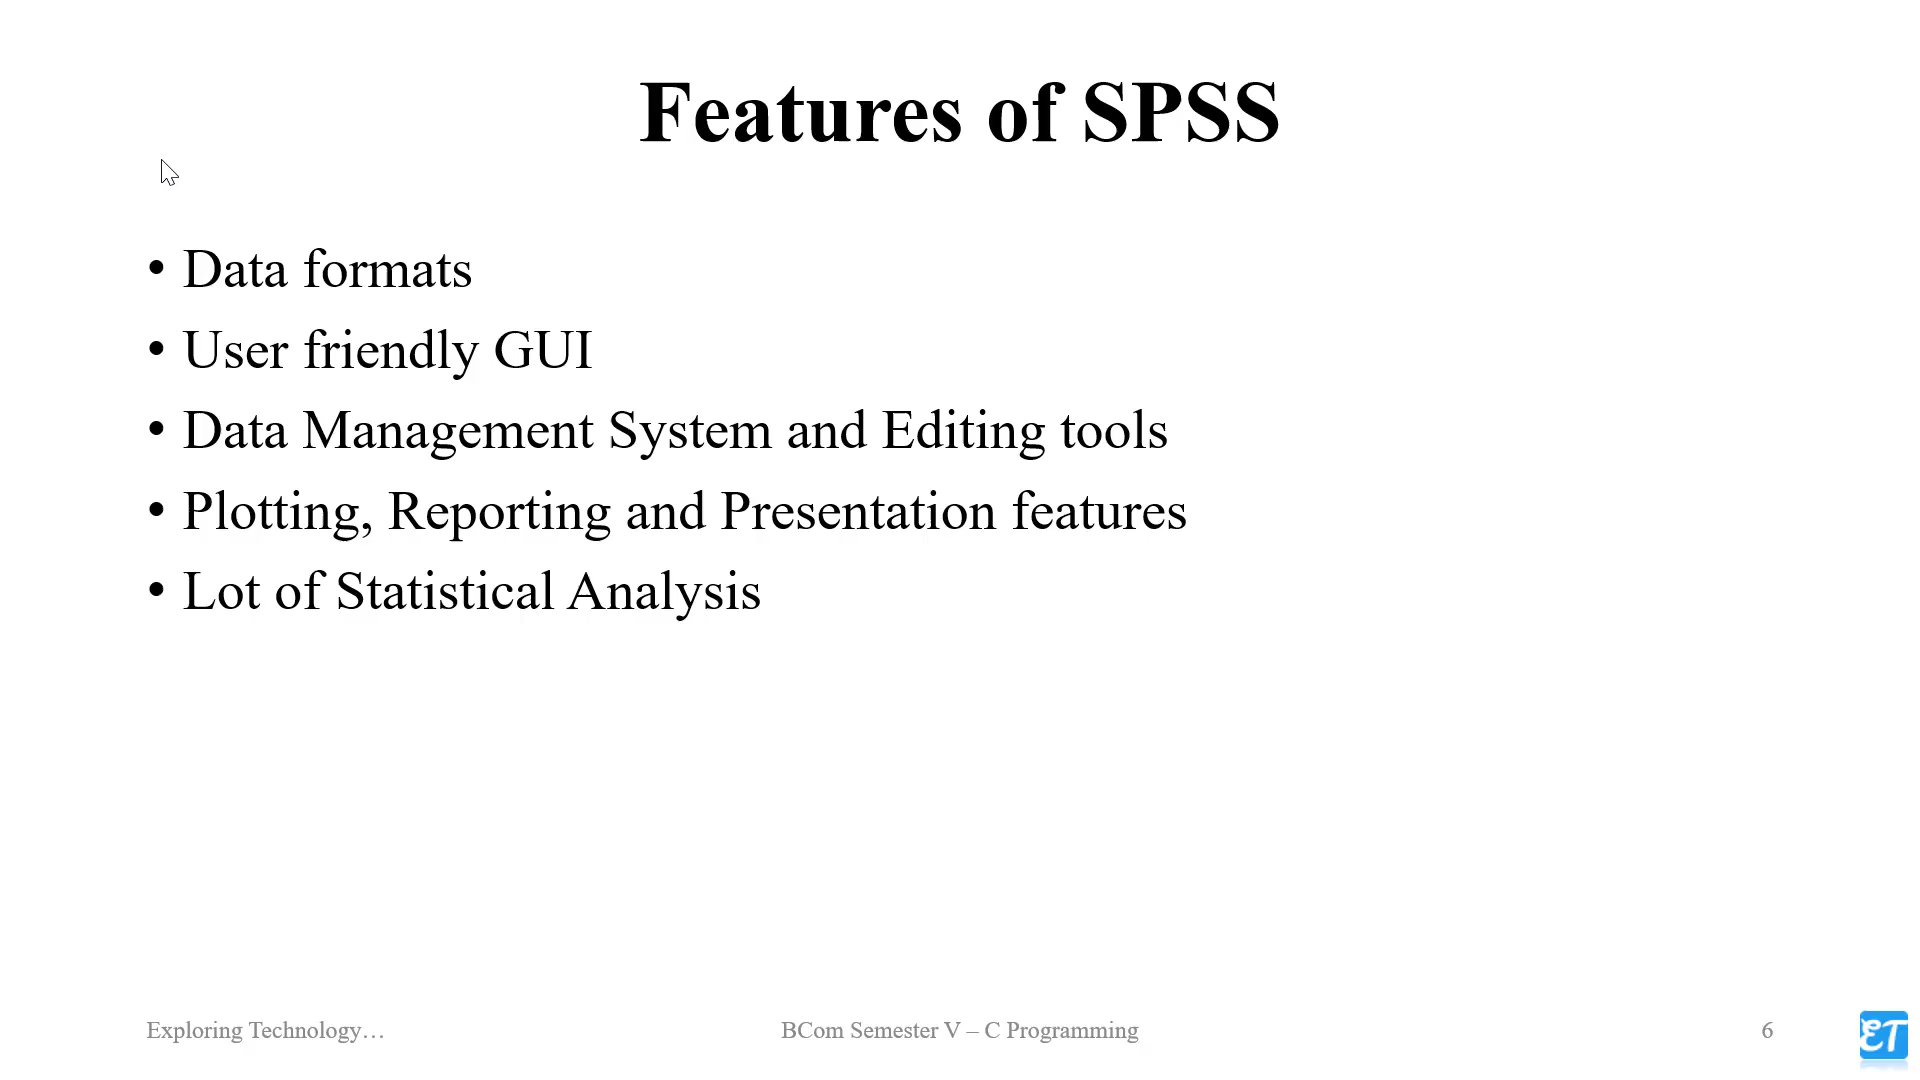 Features of SPSS
• Data formats
• User friendly GUI
• Data Management System and Editing tools
• Plotting, Reporting and Presentation features
• Lot of Statistical Analysis
Exploring Technology…
BCom Semester V – C Programming
6
ET